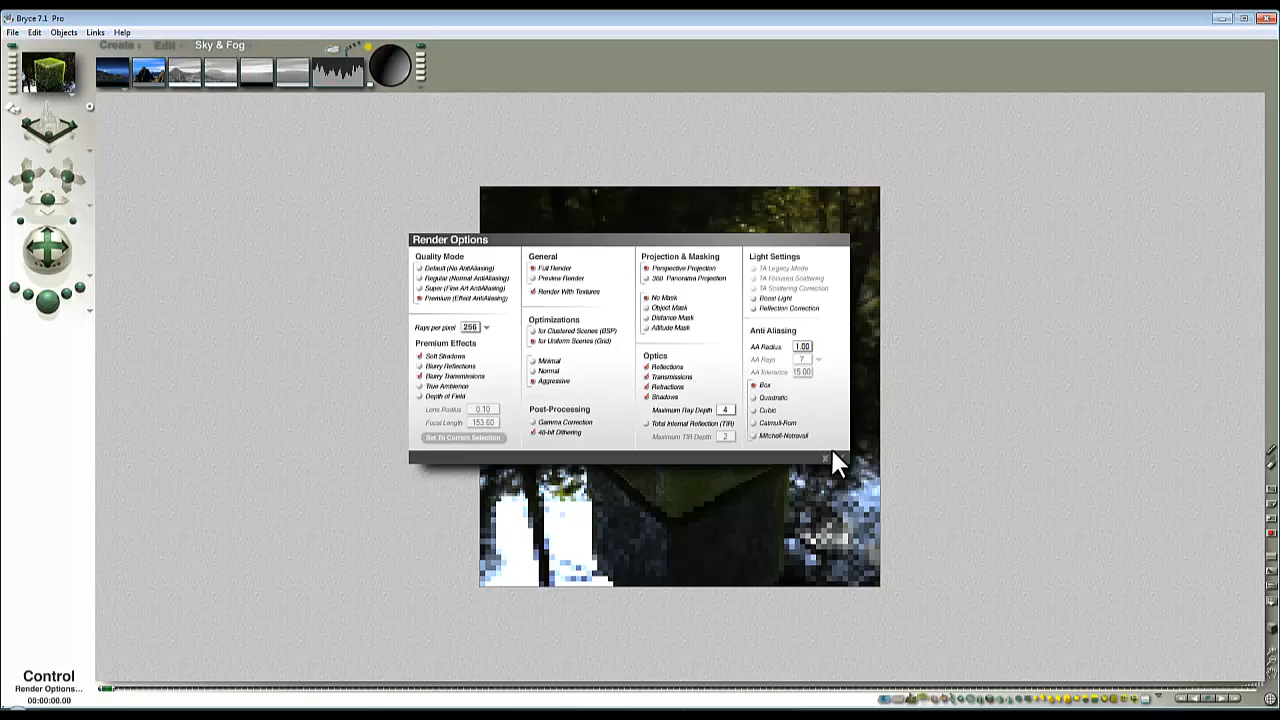 Bryce 7.1 Pro
File Edit Objects Links Help
Create Edit Sky & Fog
Render Options
Quality Mode
Default (No AntiAliasing)
Regular (Normal AntiAliasing)
Super (Fine Art AntiAliasing)
Premium (Effect AntiAliasing)
Rays per pixel 256
Premium Effects
Soft Shadows
Blurry Reflections
Blurry Transmissions
True Ambience
Depth of Field
Lens Radius 0.10
Focal Length 153.60
Set To Current Selection
General
Full Render
Preview Render
Render With Textures
Optimizations
for Clustered Scenes (BSP)
for Uniform Scenes (Grid)
Minimal
Normal
Aggressive
Post-Processing
Gamma Correction
48-bit Dithering
Projection & Masking
Perspective Projection
360 Panorama Projection
No Mask
Object Mask
Distance Mask
Altitude Mask
Optics
Reflections
Transmissions
Refractions
Shadows
Maximum Ray Depth 4
Total Internal Reflection (TIR)
Maximum TIR Depth 2
Light Settings
TA Legacy Mode
TA Focused Scattering
TA Scattering Correction
Boost Light
Reflection Correction
Anti Aliasing
AA Radius 1.00
AA Rays 7
AA Tolerance 15.00
Box
Quadratic
Cubic
Catmull-Rom
Mitchell-Netravali
Control
Render Options...
00:00:00.00